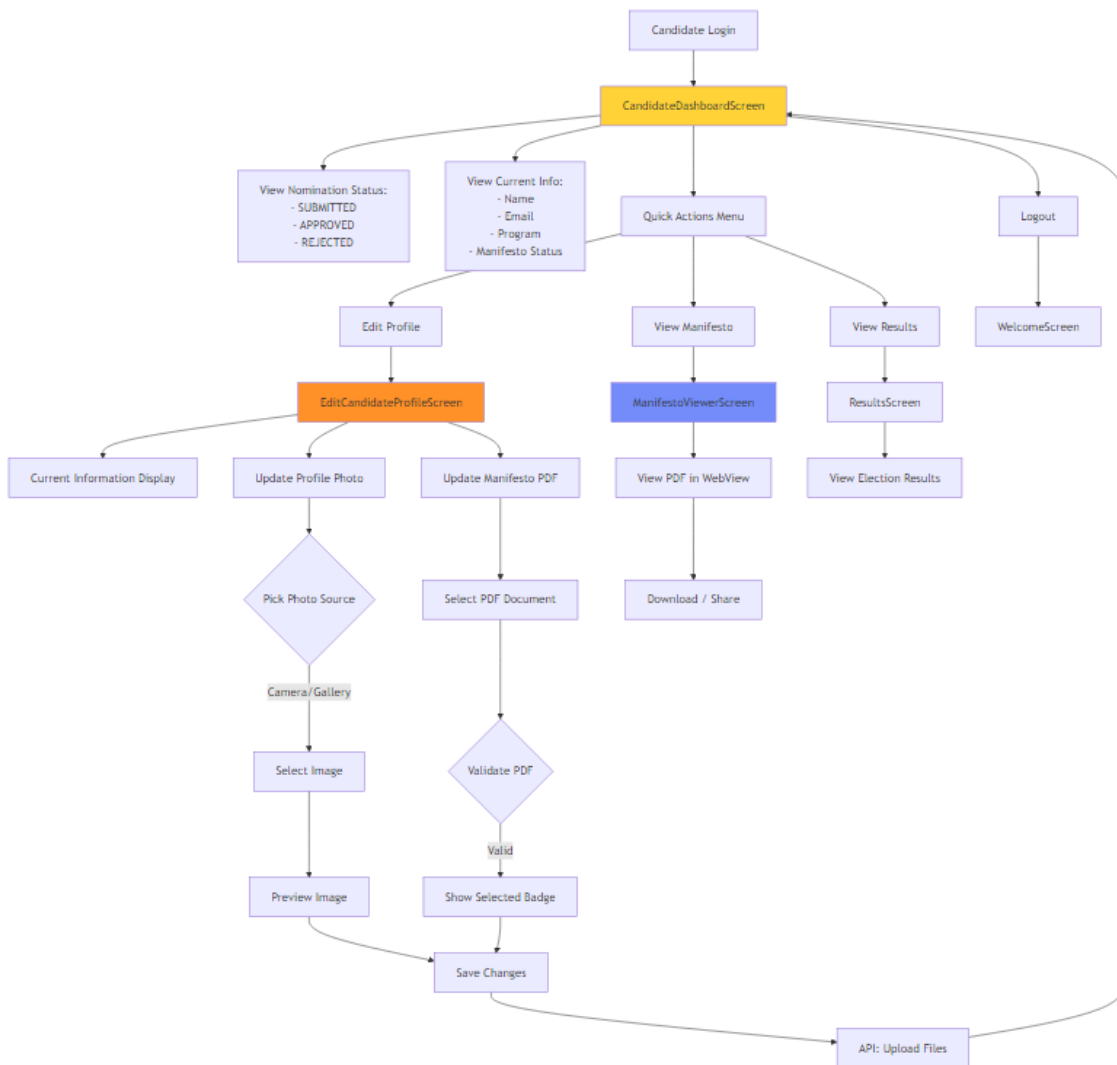 Candidate Login
CandidateDashboardScreen
View Nomination Status:
- SUBMITTED
- APPROVED
- REJECTED
View Current Info:
- Name
- Email
- Program
- Manifesto Status
Quick Actions Menu
Logout
Edit Profile
View Manifesto
View Results
WelcomeScreen
EditCandidateProfileScreen
ManifestoViewerScreen
ResultsScreen
Current Information Display
Update Profile Photo
Update Manifesto PDF
View PDF in WebView
View Election Results
Pick Photo Source
Select PDF Document
Download / Share
Camera/Gallery
Select Image
Validate PDF
Valid
Preview Image
Show Selected Badge
Save Changes
API: Upload Files